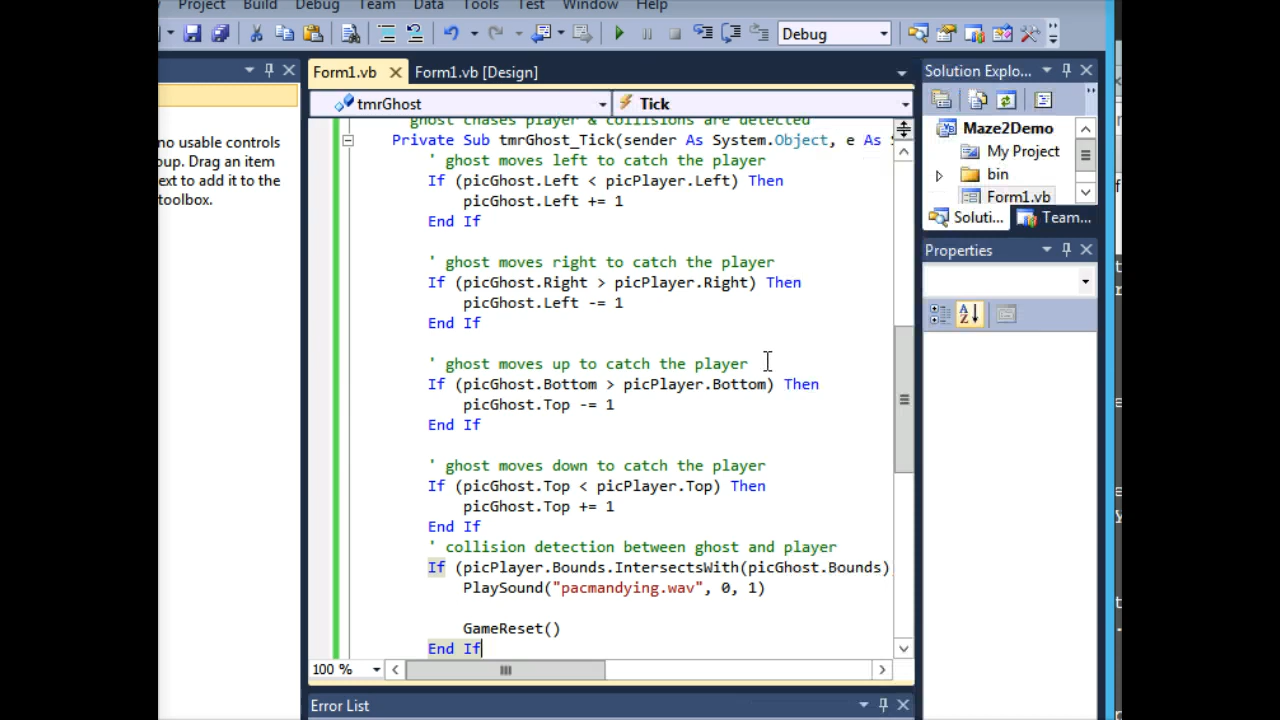 Project Build Debug Team Data Tools Test Window Help
Debug
Form1.vb Form1.vb [Design]
tmrGhost Tick
ghost chases player & collisions are detected
Private Sub tmrGhost_Tick(sender As System.Object, e As
' ghost moves left to catch the player
If (picGhost.Left < picPlayer.Left) Then
picGhost.Left += 1
End If
' ghost moves right to catch the player
If (picGhost.Right > picPlayer.Right) Then
picGhost.Left -= 1
End If
' ghost moves up to catch the player
If (picGhost.Bottom > picPlayer.Bottom) Then
picGhost.Top -= 1
End If
' ghost moves down to catch the player
If (picGhost.Top < picPlayer.Top) Then
picGhost.Top += 1
End If
' collision detection between ghost and player
If (picPlayer.Bounds.IntersectsWith(picGhost.Bounds)
PlaySound("pacmandying.wav", 0, 1)
GameReset()
End If
100 %
Error List
no usable controls
oup. Drag an item
ext to add it to the
toolbox.
Solution Explo...
Maze2Demo
My Project
bin
Form1.vb
Soluti... Team...
Properties